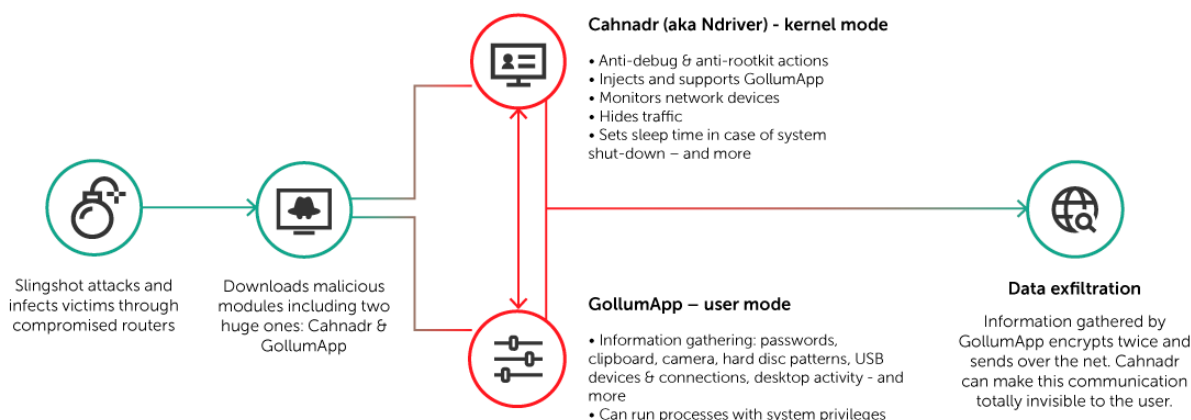 Slingshot attacks and
infects victims through
compromised routers
Downloads malicious
modules including two
huge ones: Cahnadr &
GollumApp
Cahnadr (aka Ndriver) - kernel mode
• Anti-debug & anti-rootkit actions
• Injects and supports GollumApp
• Monitors network devices
• Hides traffic
• Sets sleep time in case of system
shut-down – and more
GollumApp – user mode
• Information gathering: passwords,
clipboard, camera, hard disc patterns, USB
devices & connections, desktop activity - and
more
• Can run processes with system privileges
Data exfiltration
Information gathered by
GollumApp encrypts twice and
sends over the net. Cahnadr
can make this communication
totally invisible to the user.